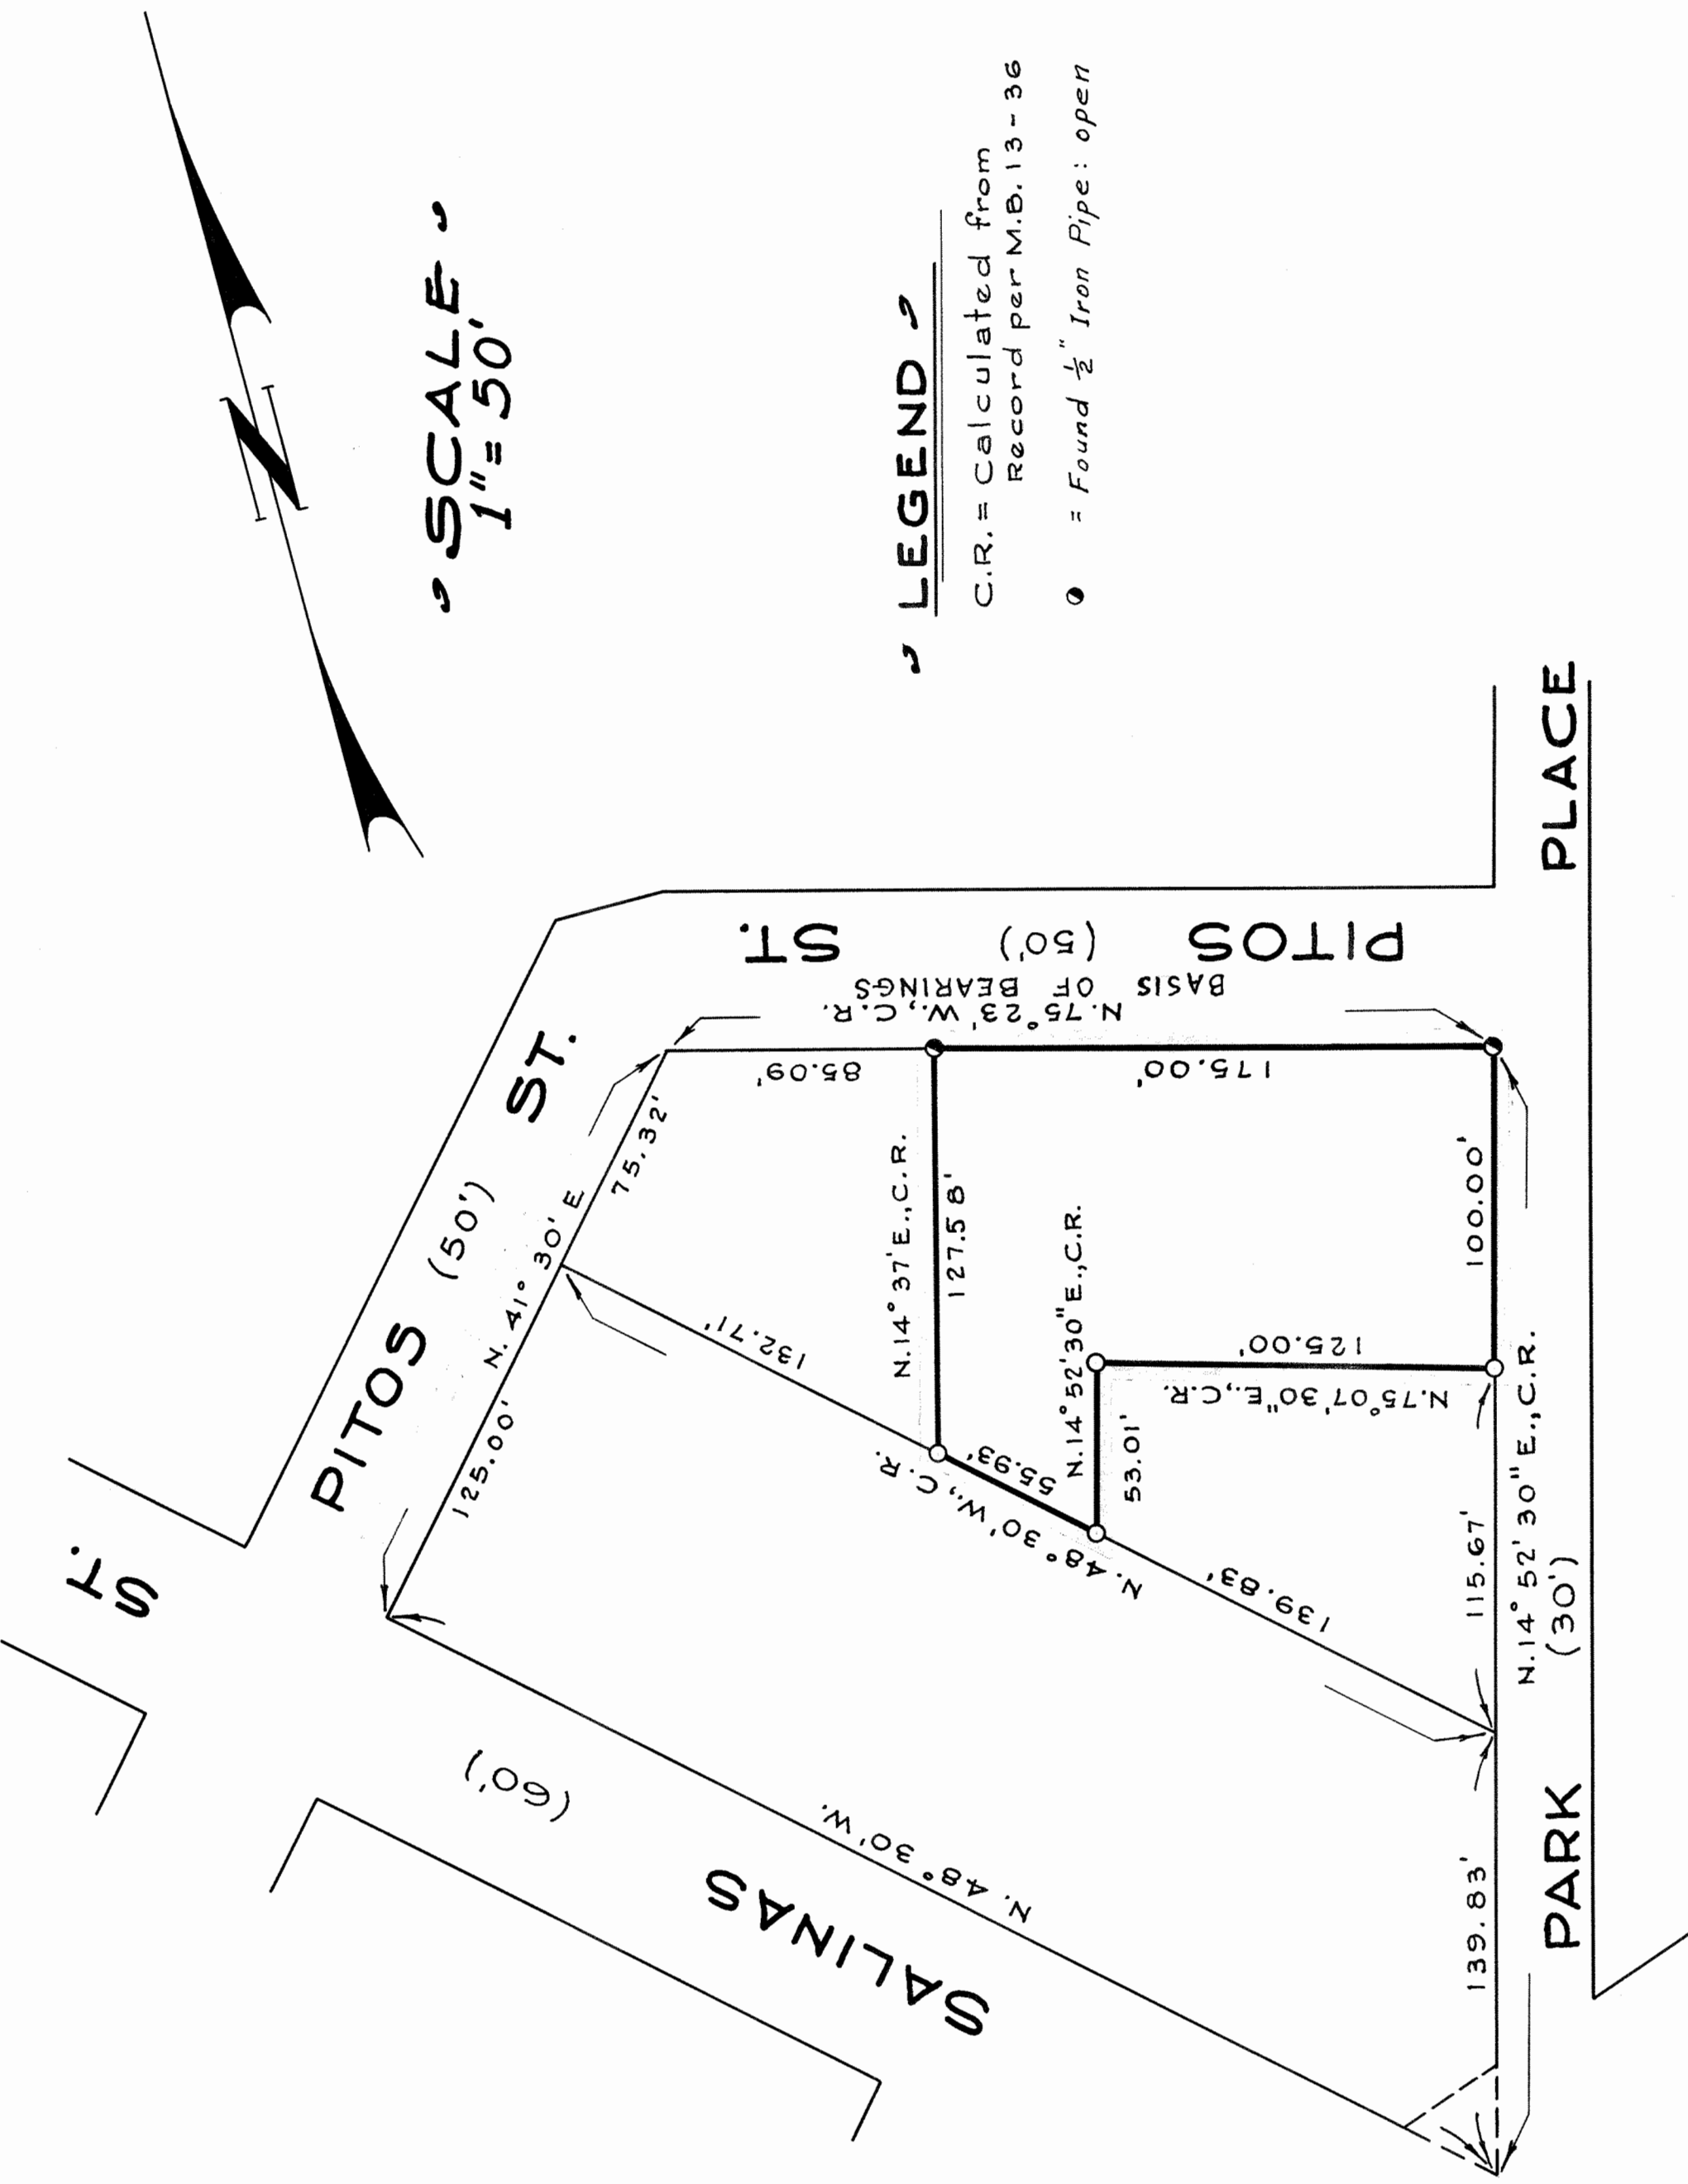 N
SCALE
1" = 50'
LEGEND
C.R. = Calculated from
Record per M.B. 13 - 36
= Found ½" Iron Pipe: open
PITOS (50') ST.
125.00'
N. 41° 30' E
75.32'
PITOS (50') ST.
BASIS OF BEARINGS
N. 75° 23' W., C.R.
85.09'
175.00'
132.71'
N. 14° 37' E., C.R.
127.58'
N. 48° 30' W., C.R.
55.93'
139.83'
N. 14° 52' 30" E., C.R.
53.01'
125.00'
N. 75° 07' 30" E., C.R.
100.00'
115.67'
139.83'
N. 14° 52' 30" E., C.R.
(30')
PARK PLACE
N. 48° 30' W.
SALINAS (60') ST.